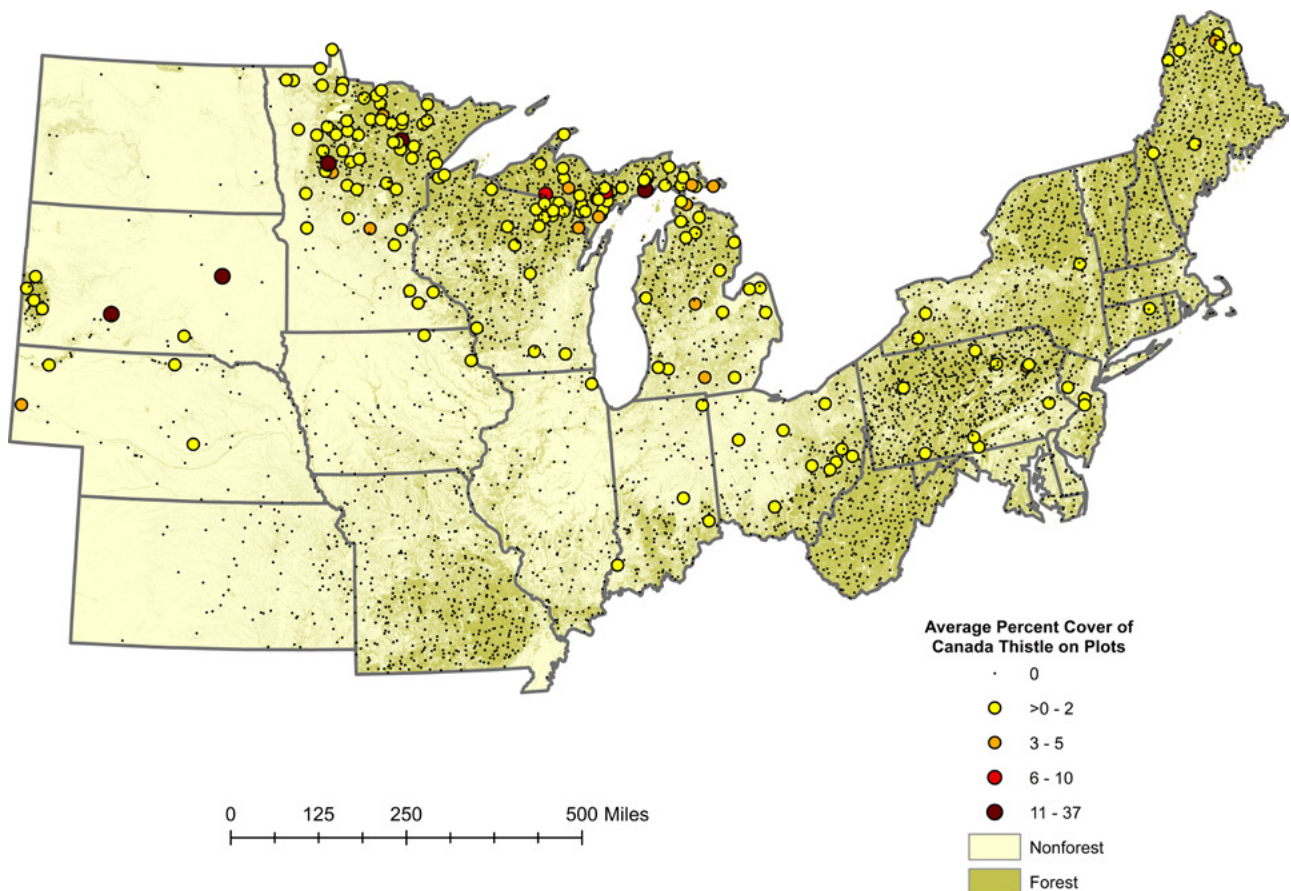 Average Percent Cover of
Canada Thistle on Plots
0
>0 - 2
3 - 5
6 - 10
11 - 37
Nonforest
Forest
0 125 250 500 Miles